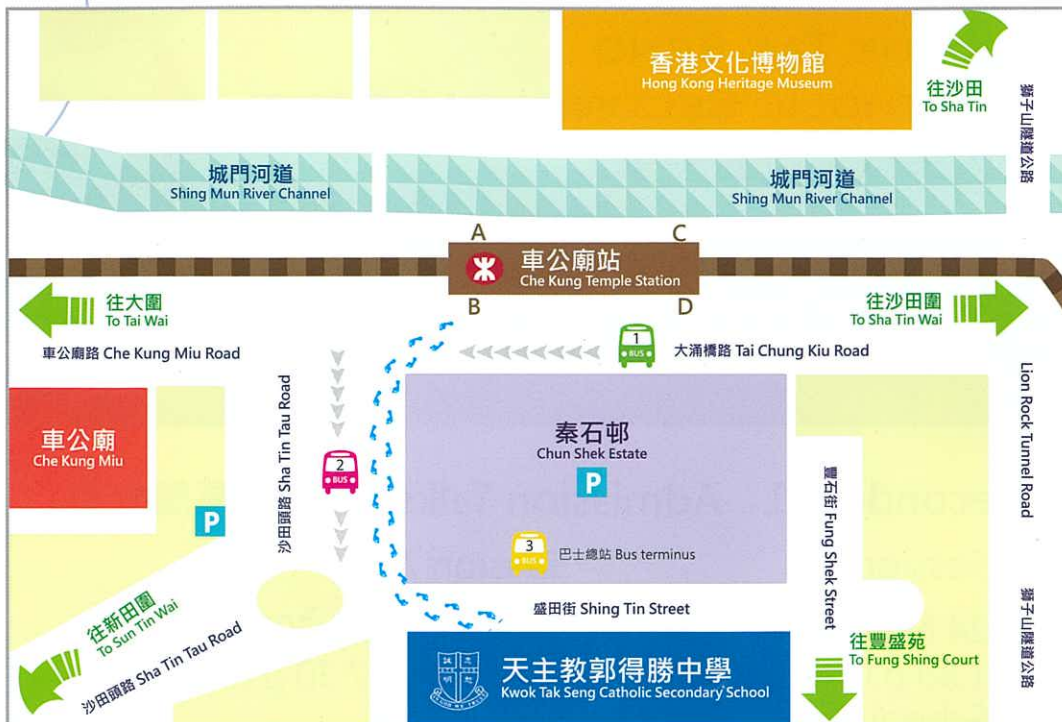 香港文化博物館
Hong Kong Heritage Museum
往沙田
To Sha Tin
獅子山隧道公路
城門河道
Shing Mun River Channel
城門河道
Shing Mun River Channel
A
C
車公廟站
Che Kung Temple Station
B
D
往大圍
To Tai Wai
往沙田圍
To Sha Tin Wai
車公廟路 Che Kung Miu Road
1
BUS
大涌橋路 Tai Chung Kiu Road
Lion Rock Tunnel Road
車公廟
Che Kung Miu
沙田頭路 Sha Tin Tau Road
2
BUS
秦石邨
Chun Shek Estate
P
P
3
BUS
巴士總站 Bus terminus
豐石街 Fung Shek Street
盛田街 Shing Tin Street
獅子山隧道公路
往新田圍
To Sun Tin Wai
沙田頭路 Sha Tin Tau Road
天主教郭得勝中學
Kwok Tak Seng Catholic Secondary School
往豐盛苑
To Fung Shing Court